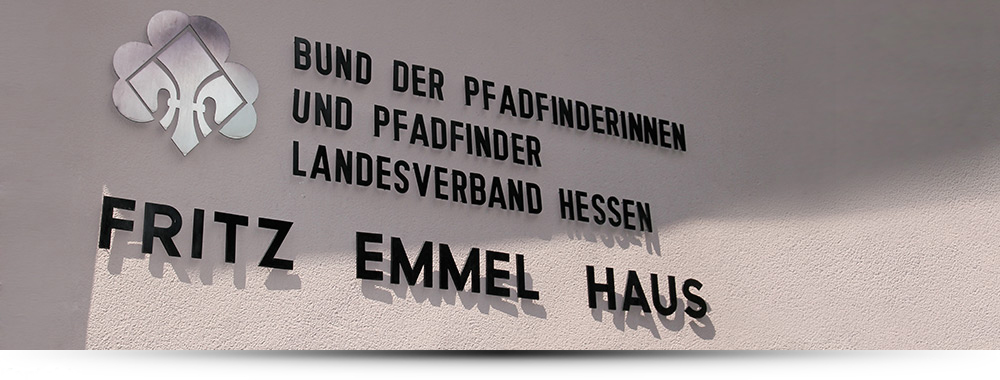 BUND DER PFADFINDERINNEN
UND PFADFINDER
LANDESVERBAND HESSEN
FRITZ EMMEL HAUS